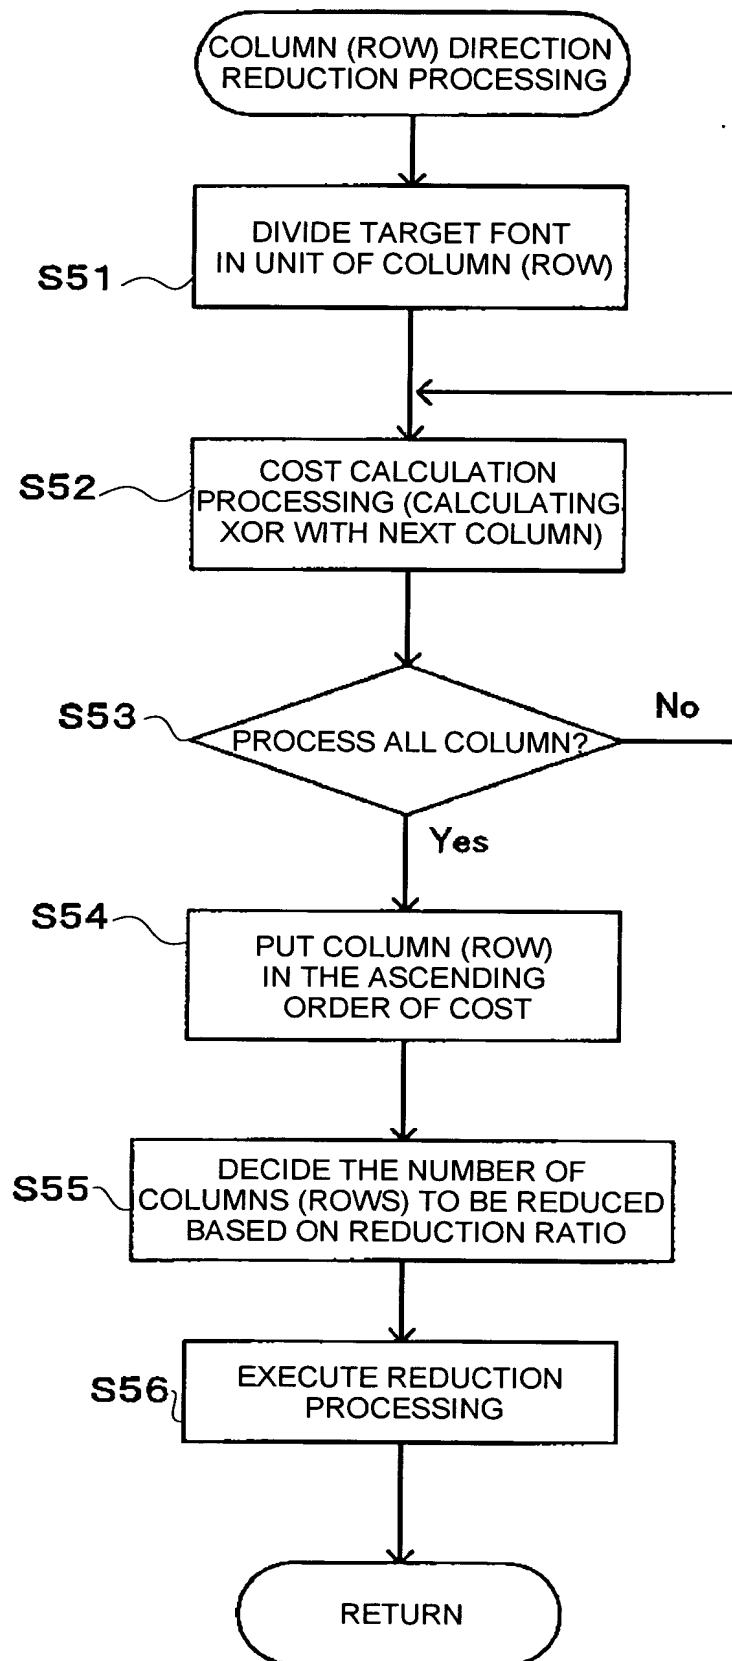 COLUMN (ROW) DIRECTION
REDUCTION PROCESSING
DIVIDE TARGET FONT
IN UNIT OF COLUMN (ROW)
S51
COST CALCULATION
PROCESSING (CALCULATING
XOR WITH NEXT COLUMN)
S52
S53
PROCESS ALL COLUMN?
No
Yes
S54
PUT COLUMN (ROW)
IN THE ASCENDING
ORDER OF COST
S55
DECIDE THE NUMBER OF
COLUMNS (ROWS) TO BE REDUCED
BASED ON REDUCTION RATIO
S56
EXECUTE REDUCTION
PROCESSING
RETURN